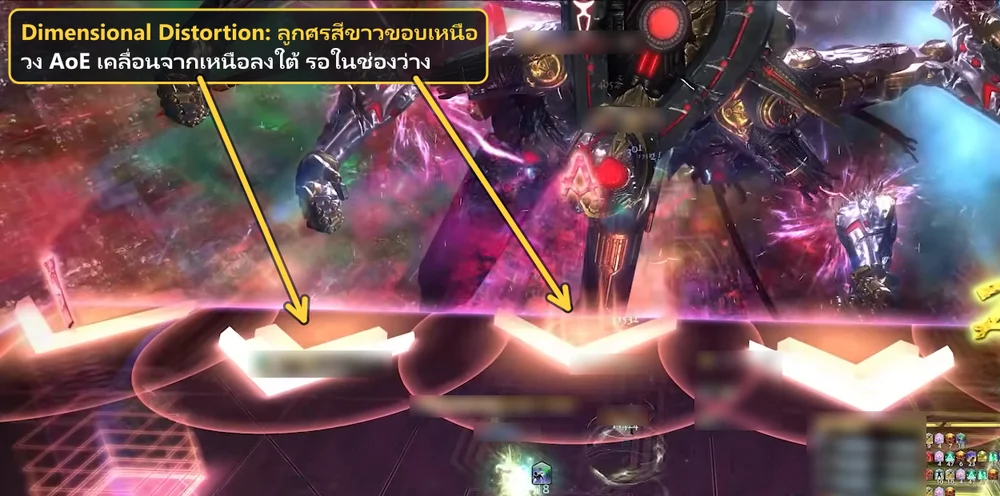 Dimensional Distortion: ลูกศรสีขาวขอบเหนือ
วง AoE เคลื่อนจากเหนือลงใต้ รอในช่องว่าง